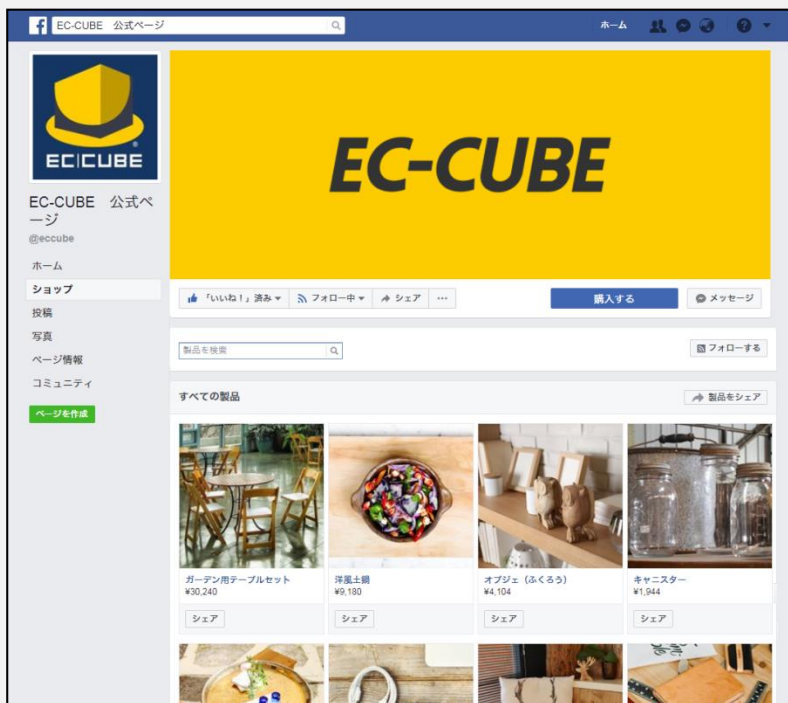 EC-CUBE 公式ページ
ホーム
EC CUBE
EC-CUBE 公式ペ
ージ
@eccube
ホーム
ショップ
投稿
写真
ページ情報
コミュニティ
ページを作成
EC-CUBE
「いいね！」済み
フォロー中
シェア
購入する
メッセージ
製品を検索
フォローする
すべての製品
製品をシェア
ガーデン用テーブルセット
¥30,240
シェア
洋風土鍋
¥9,180
シェア
オブジェ（ふくろう）
¥4,104
シェア
キャニスター
¥1,944
シェア